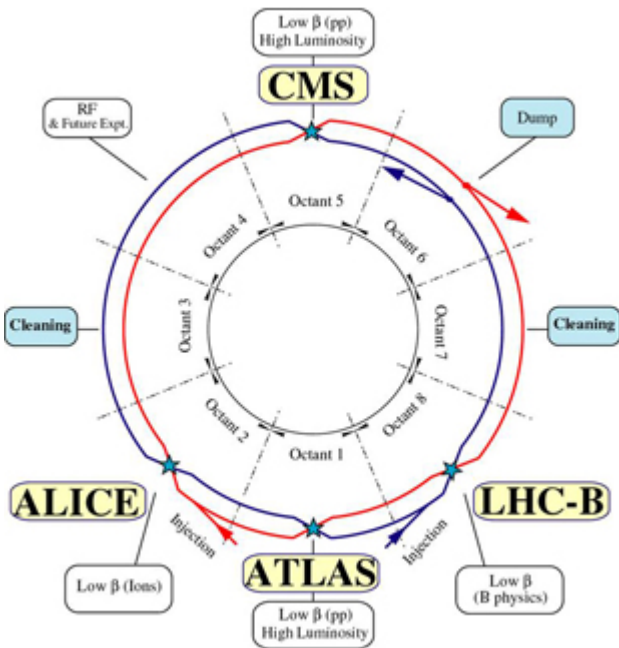 Low β (pp)
High Luminosity
CMS
RF
& Future Expt.
Dump
Octant 5
Octant 4
Octant 6
Cleaning
Octant 3
Octant 7
Cleaning
Octant 2
Octant 8
Octant 1
ALICE
LHC-B
Injection
Injection
ATLAS
Low β (Ions)
Low β
(B physics)
Low β (pp)
High Luminosity